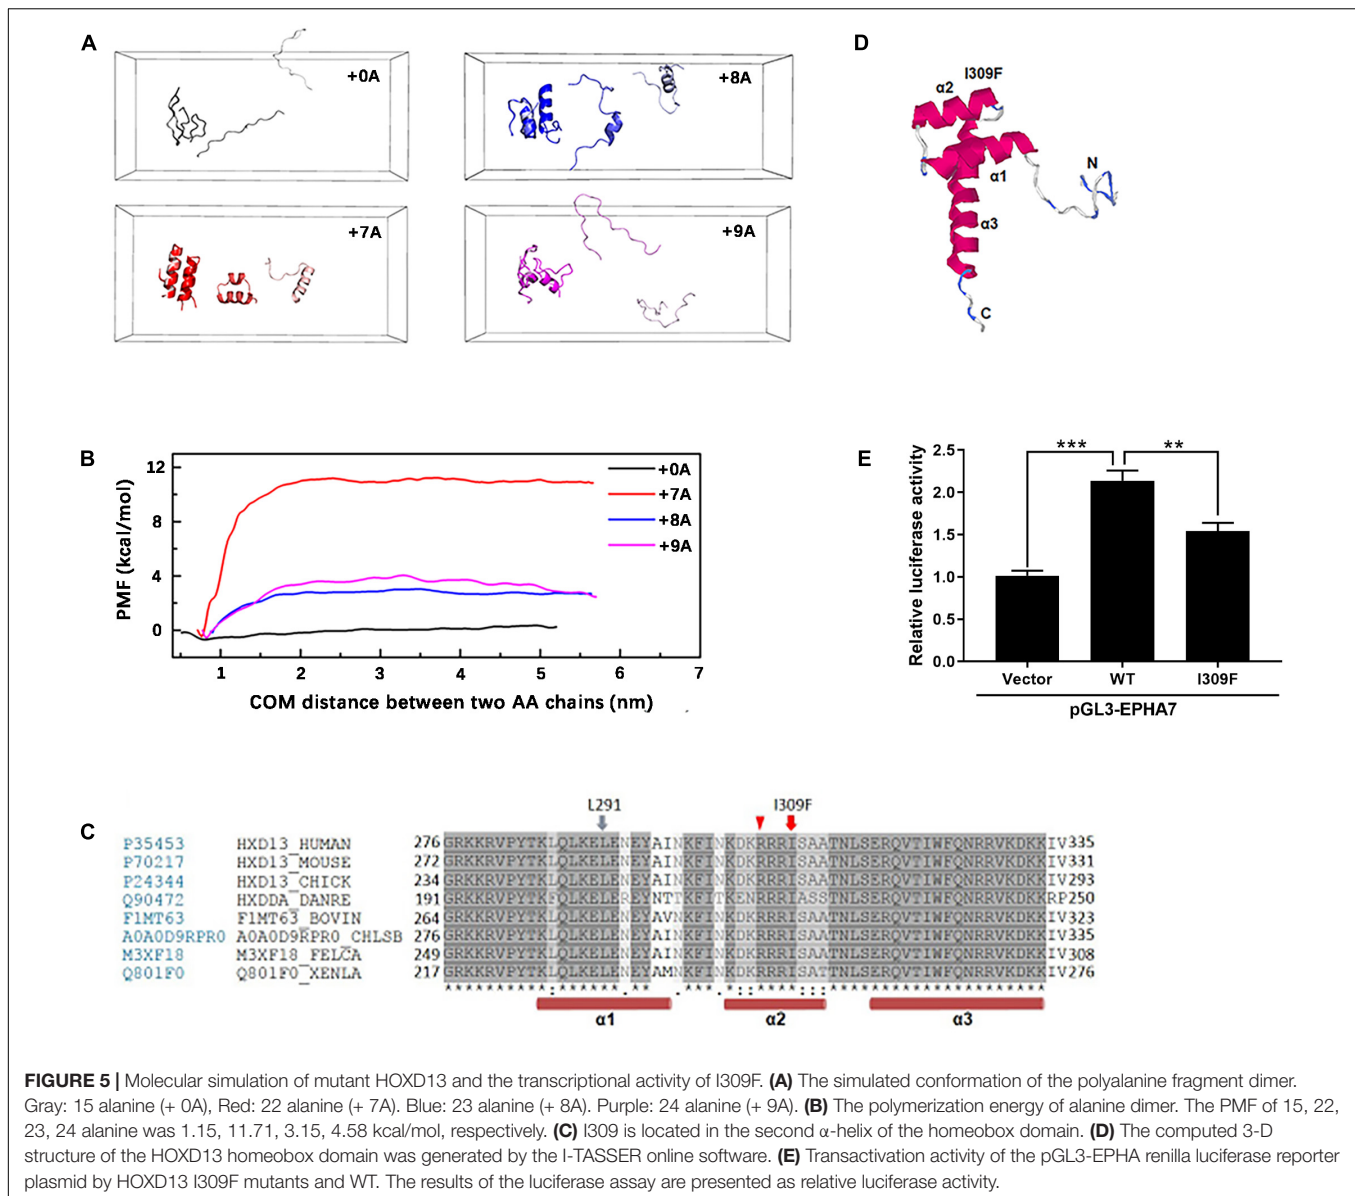 A
+0A
+8A
+7A
+9A
D
I309F
α2
α1
N
α3
C
B
PMF (kcal/mol)
12
8
4
0
+0A
+7A
+8A
+9A
1 2 3 4 5 6 7
COM distance between two AA chains (nm)
E
Relative luciferase activity
2.5
2.0
1.5
1.0
0.5
0.0
*** **
Vector WT I309F
pGL3-EPHA7
C
L291 I309F
P35453 HXD13_HUMAN 276 GRKKRVPYTKLQLKELENEYAINKFINKDKRRRISAATNLSERQVTIWFQNRRVKDKKIV335
P70217 HXD13_MOUSE 272 GRKKRVPYTKLQLKELENEYAINKFINKDKRRRISAATNLSERQVTIWFQNRRVKDKKIV331
P24344 HXD13_CHICK 234 GRKKRVPYTKLQLKELENEYAINKFINKDKRRRISAATNLSERQVTIWFQNRRVKDKKIV293
Q90472 HXDDA_DANRE 191 GRKKRVPYTKFQLKELEREYNTTKFITKENRRRIASSTNLSERQVTIWFQNRRVKDKKRP250
F1MT63 F1MT63_BOVIN 264 GRKKRVPYTKLQLKELENEYAVNKFINKDKRRRISAATNLSERQVTIWFQNRRVKDKKIV323
A0A0D9RPR0 A0A0D9RPR0_CHLSB 276 GRKKRVPYTKLQLKELENEYAINKFINKDKRRRISAATNLSERQVTIWFQNRRVKDKKIV335
M3XF18 M3XF18_FELCA 249 GRKKRVPYTKLQLKELENEYAINKFINKDKRRRISAATNLSERQVTIWFQNRRVKDKKIV308
Q801F0 Q801F0_XENLA 217 GRKKRVPYTKLQLKELENEYAMNKFINKDKRRRISATTNLSERQVTIWFQNRRVKDKKIV276
**********:******.** .***.**::*****:::**********************
α1 α2 α3
FIGURE 5 | Molecular simulation of mutant HOXD13 and the transcriptional activity of I309F. (A) The simulated conformation of the polyalanine fragment dimer.
Gray: 15 alanine (+ 0A), Red: 22 alanine (+ 7A). Blue: 23 alanine (+ 8A). Purple: 24 alanine (+ 9A). (B) The polymerization energy of alanine dimer. The PMF of 15, 22,
23, 24 alanine was 1.15, 11.71, 3.15, 4.58 kcal/mol, respectively. (C) I309 is located in the second α-helix of the homeobox domain. (D) The computed 3-D
structure of the HOXD13 homeobox domain was generated by the I-TASSER online software. (E) Transactivation activity of the pGL3-EPHA renilla luciferase reporter
plasmid by HOXD13 I309F mutants and WT. The results of the luciferase assay are presented as relative luciferase activity.